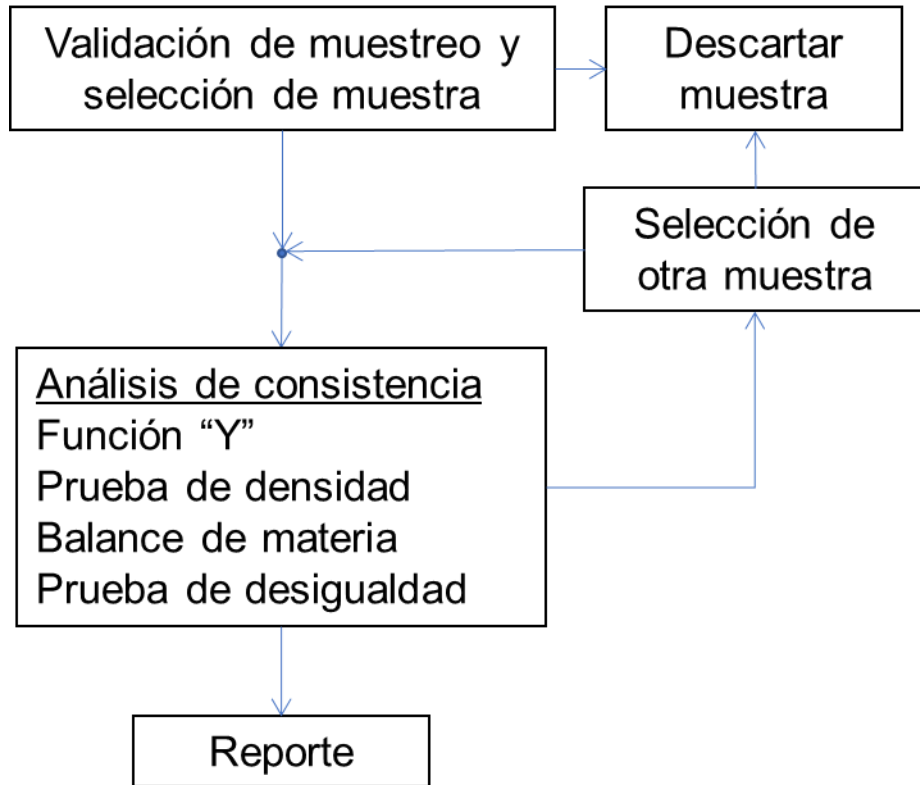 Validación de muestreo y
selección de muestra
Descartar
muestra
Selección de
otra muestra
Análisis de consistencia
Función “Y”
Prueba de densidad
Balance de materia
Prueba de desigualdad
Reporte